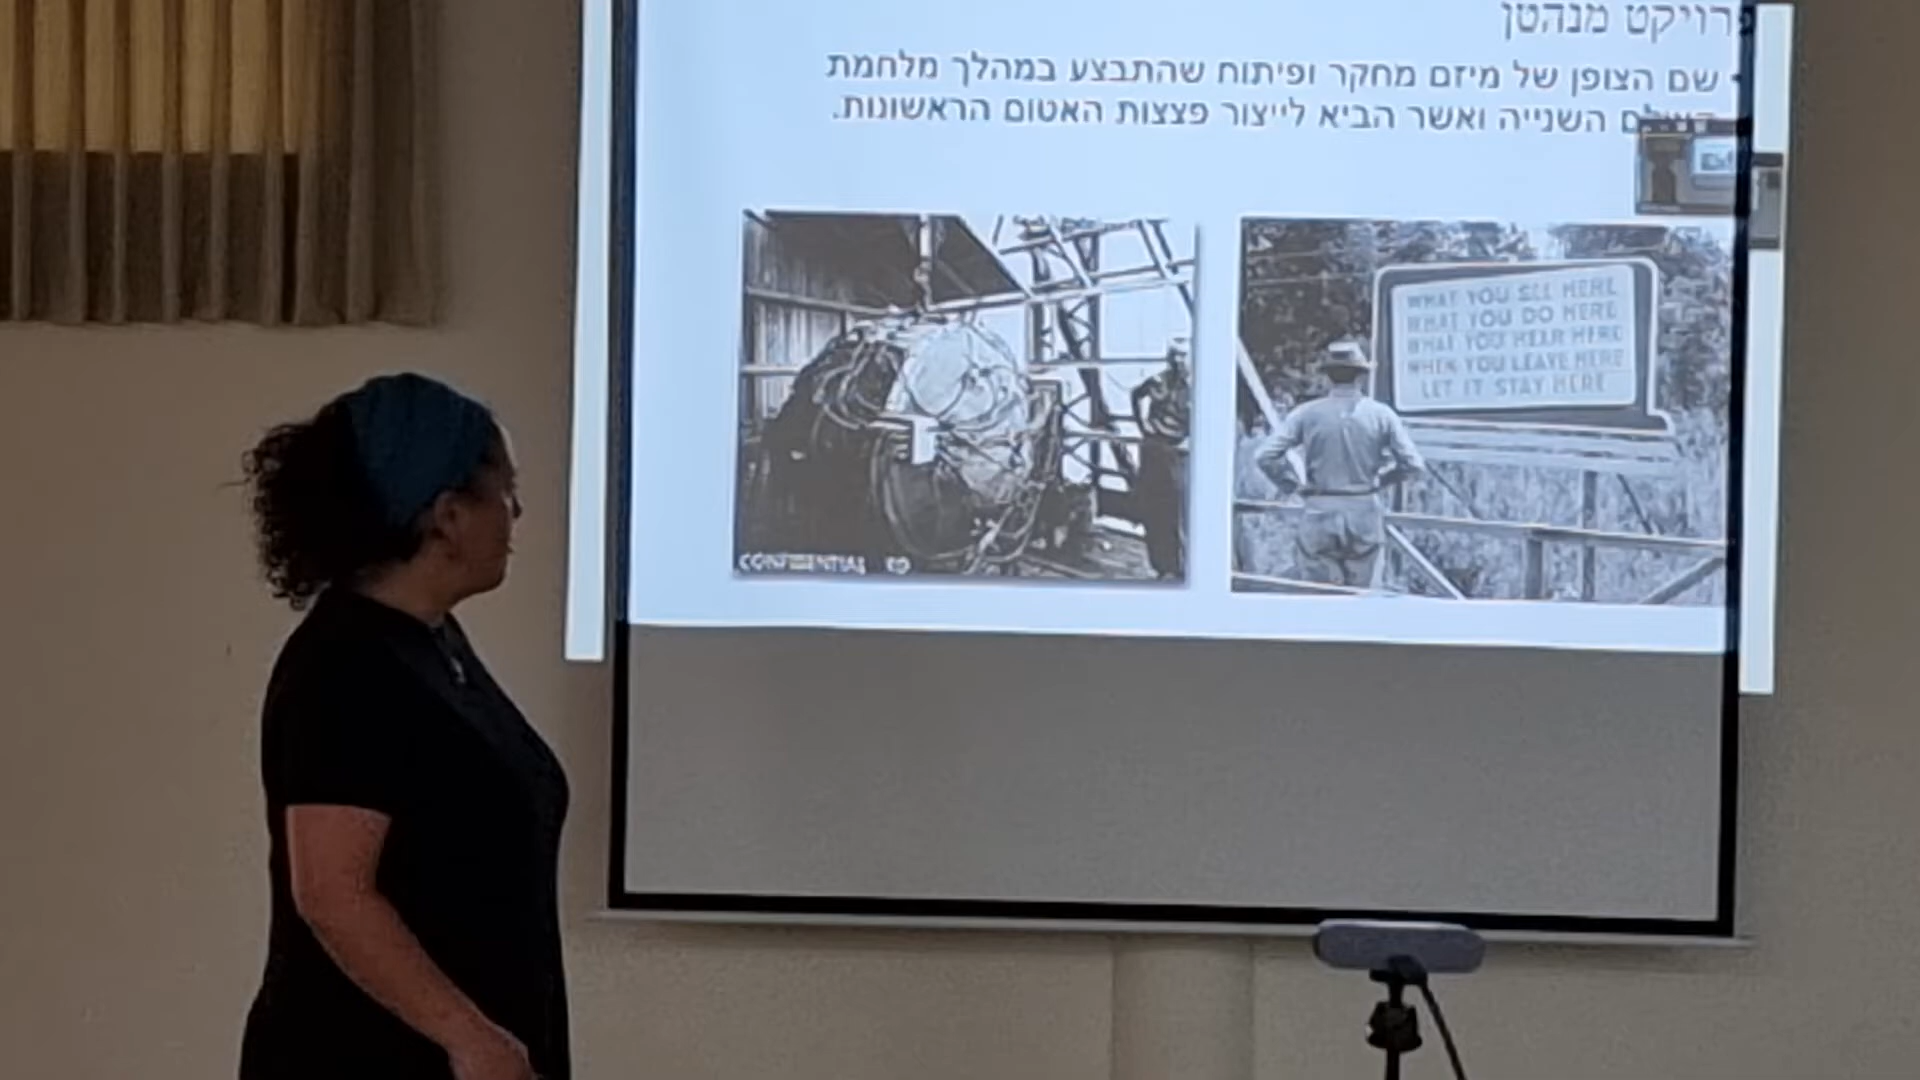 פרויקט מנהטן
שם הצופן של מיזם מחקר ופיתוח שהתבצע במהלך מלחמת
השנייה ואשר הביא לייצור פצצות האטום הראשונות.
CONFIDENTIAL
WHAT YOU SEE HERE
WHAT YOU DO HERE
WHAT YOU HEAR HERE
WHEN YOU LEAVE HERE
LET IT STAY HERE